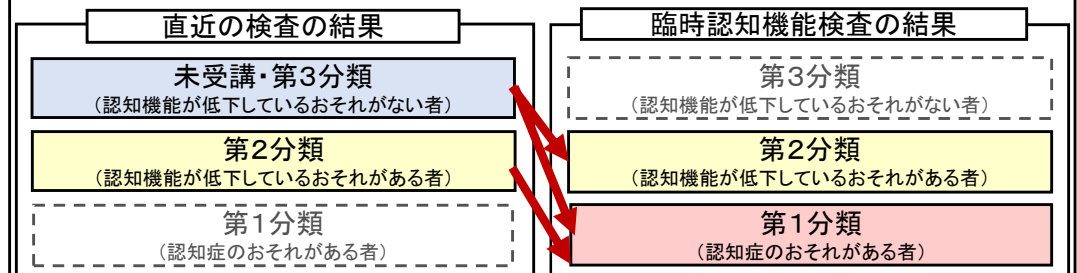 直近の検査の結果
未受講・第3分類
(認知機能が低下しているおそれがない者)
第2分類
(認知機能が低下しているおそれがある者)
第1分類
(認知症のおそれがある者)
臨時認知機能検査の結果
第3分類
(認知機能が低下しているおそれがない者)
第2分類
(認知機能が低下しているおそれがある者)
第1分類
(認知症のおそれがある者)